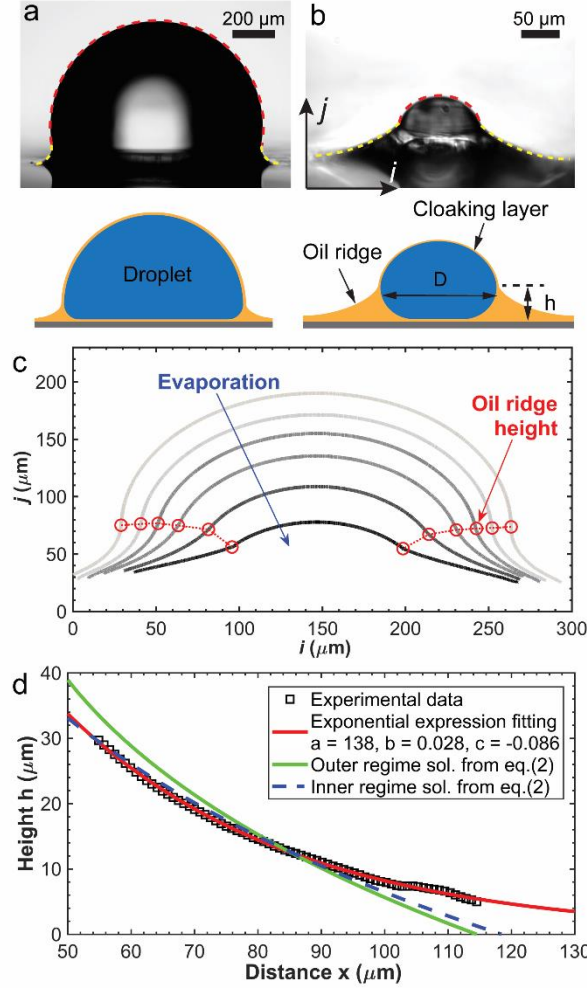 a
200 µm
b
50 µm
j
i
Droplet
Cloaking layer
Oil ridge
D
h
c
Evaporation
Oil ridge
height
j (µm)
200
150
100
50
0
0 50 100 150 200 250 300
i (µm)
d
Experimental data
Exponential expression fitting
a = 138, b = 0.028, c = -0.086
Outer regime sol. from eq.(2)
Inner regime sol. from eq.(2)
Height h (µm)
40
30
20
10
0
50 60 70 80 90 100 110 120 130
Distance x (µm)